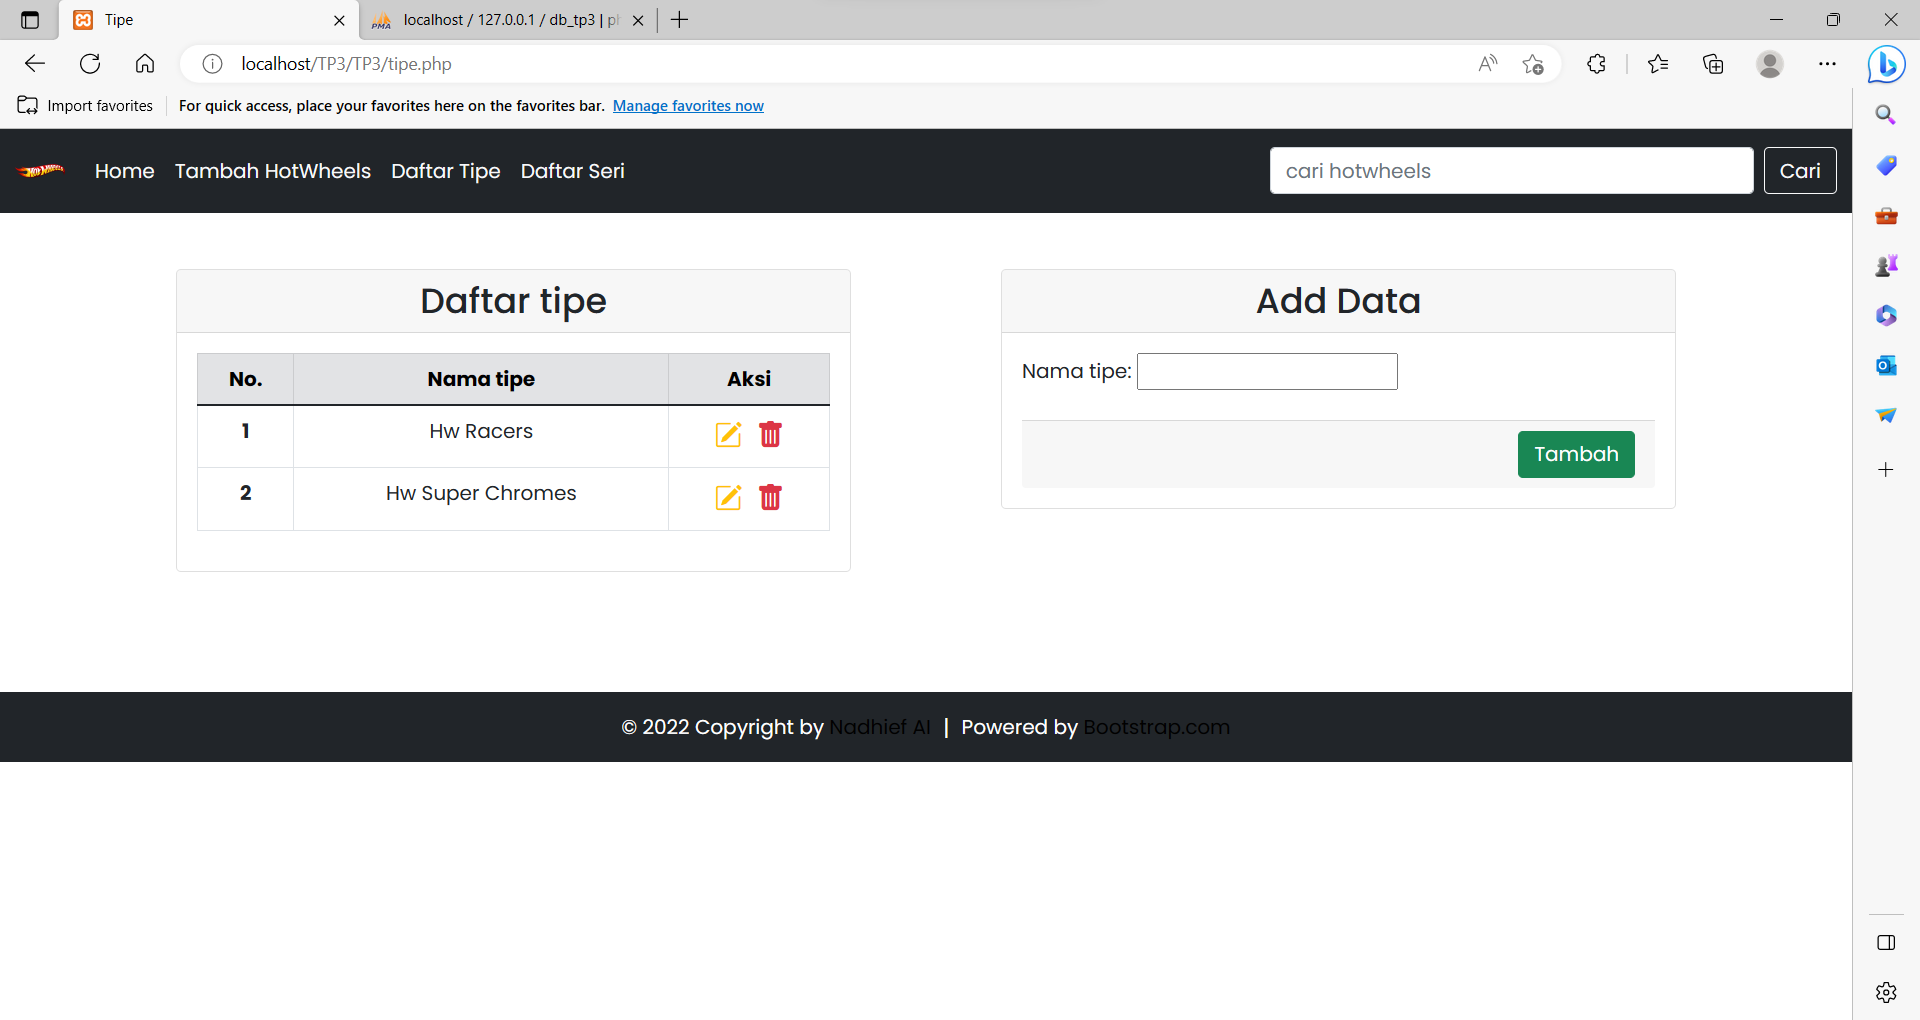 Tipe
localhost / 127.0.0.1 / db_tp3 | ph
localhost/TP3/TP3/tipe.php
Import favorites
For quick access, place your favorites here on the favorites bar. Manage favorites now
Home Tambah HotWheels Daftar Tipe Daftar Seri
cari hotwheels
Cari
Daftar tipe
No. Nama tipe Aksi
1 Hw Racers
2 Hw Super Chromes
Add Data
Nama tipe:
Tambah
© 2022 Copyright by Nadhief AI | Powered by Bootstrap.com